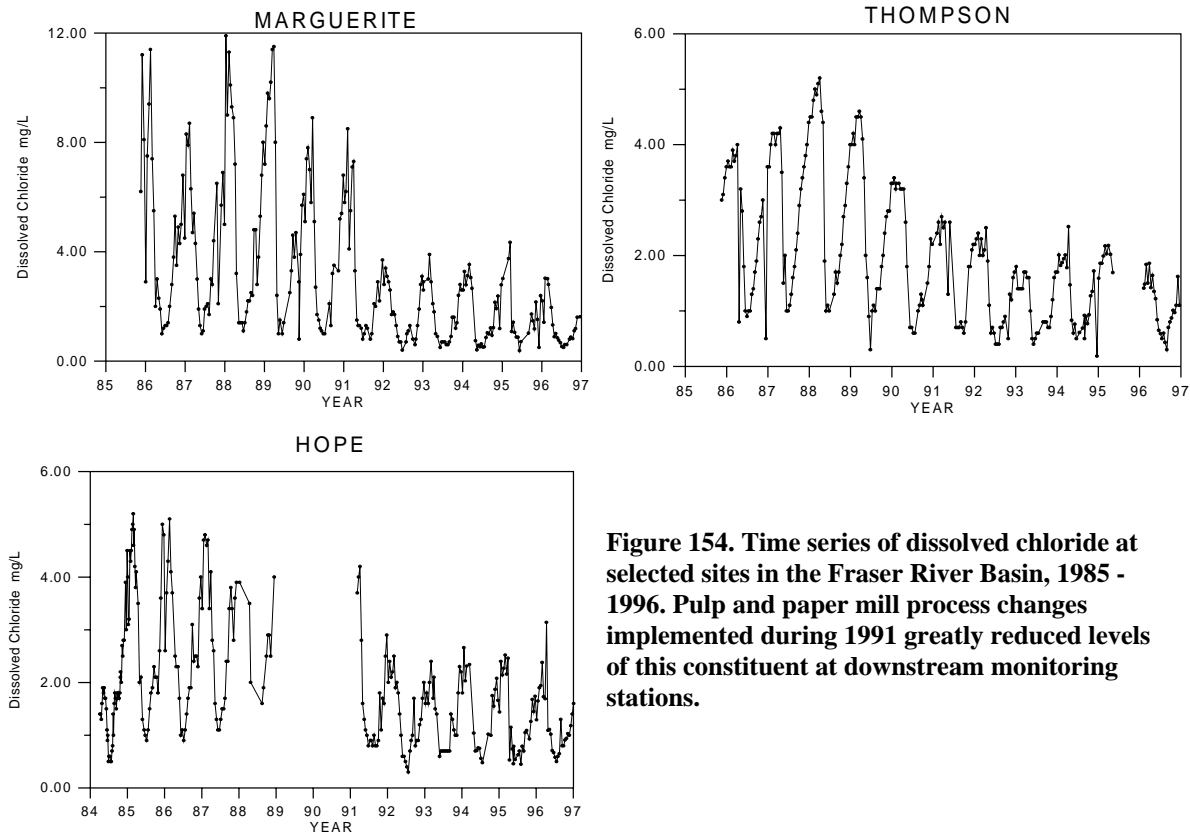 MARGUERITE
12.00
8.00
4.00
0.00
Dissolved Chloride mg/L
85 86 87 88 89 90 91 92 93 94 95 96 97
YEAR
THOMPSON
6.00
4.00
2.00
0.00
Dissolved Chloride mg/L
85 86 87 88 89 90 91 92 93 94 95 96 97
YEAR
HOPE
6.00
4.00
2.00
0.00
Dissolved Chloride mg/L
84 85 86 87 88 89 90 91 92 93 94 95 96 97
YEAR
Figure 154. Time series of dissolved chloride at
selected sites in the Fraser River Basin, 1985 -
1996. Pulp and paper mill process changes
implemented during 1991 greatly reduced levels
of this constituent at downstream monitoring
stations.